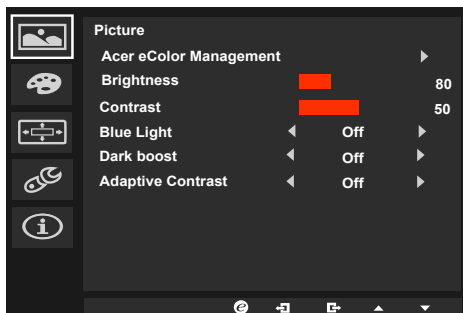 Picture
Acer eColor Management
Brightness 80
Contrast 50
Blue Light Off
Dark boost Off
Adaptive Contrast Off